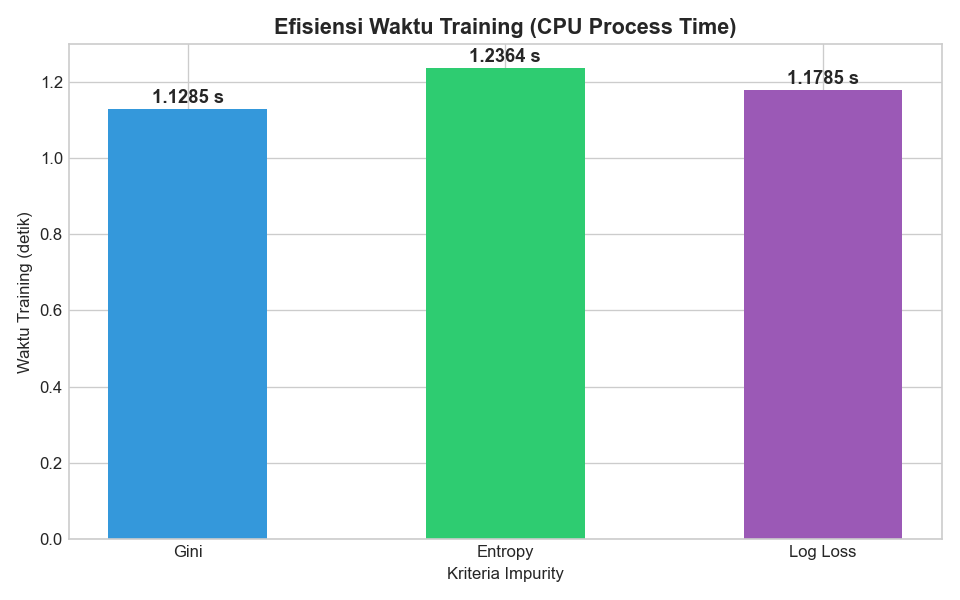 Efisiensi Waktu Training (CPU Process Time)
1.1285 s
1.2364 s
1.1785 s
Waktu Training (detik)
1.2
1.0
0.8
0.6
0.4
0.2
0.0
Gini
Entropy
Log Loss
Kriteria Impurity